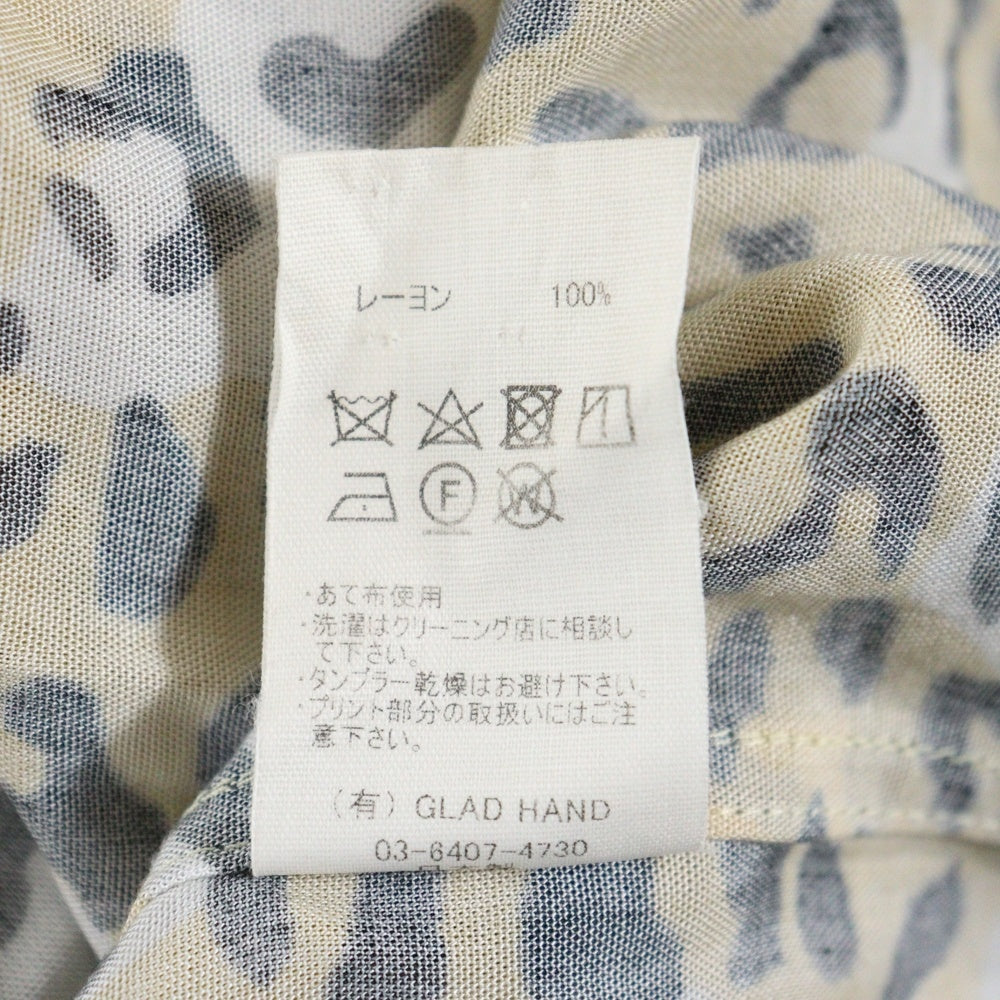 レーヨン 100%
F
W
・あて布使用
・洗濯はクリーニング店に相談し
て下さい。
・タンブラー乾燥はお避け下さい。
・プリント部分の取扱いにはご注
意下さい。
（有）GLAD HAND
03-6407-4730